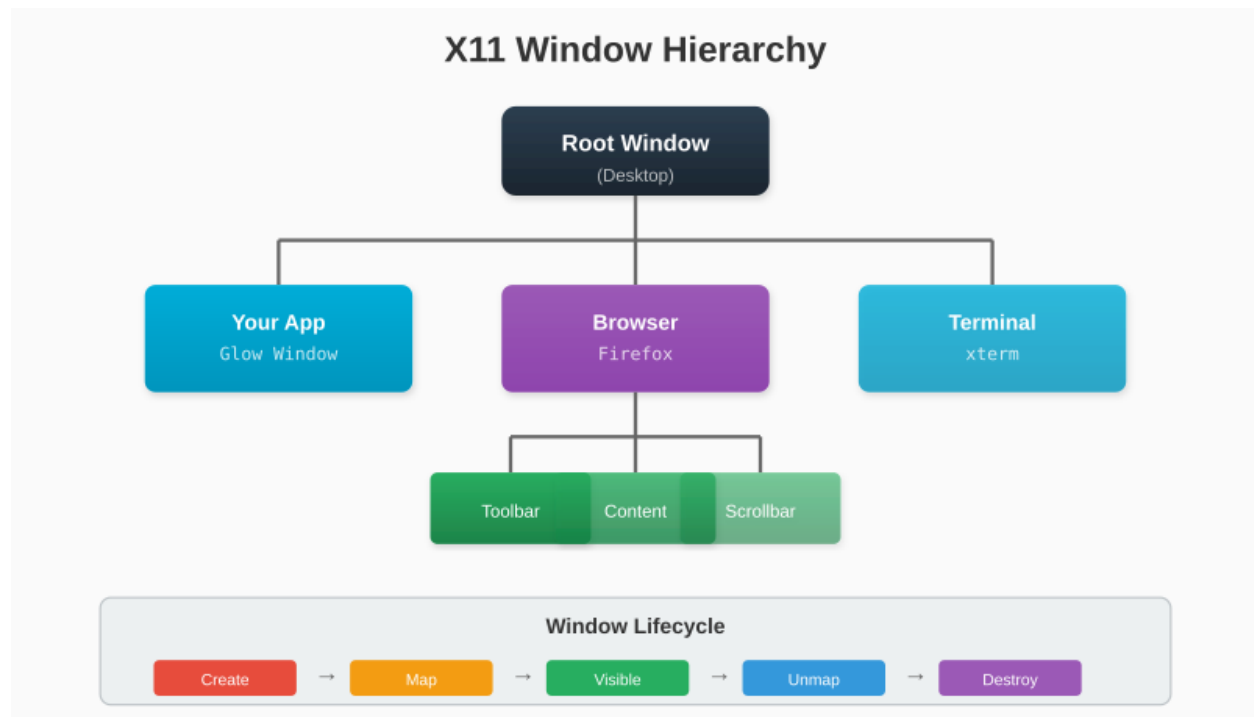 X11 Window Hierarchy
Root Window
(Desktop)
Your App
Glow Window
Browser
Firefox
Terminal
xterm
Toolbar
Content
Scrollbar
Window Lifecycle
Create → Map → Visible → Unmap → Destroy